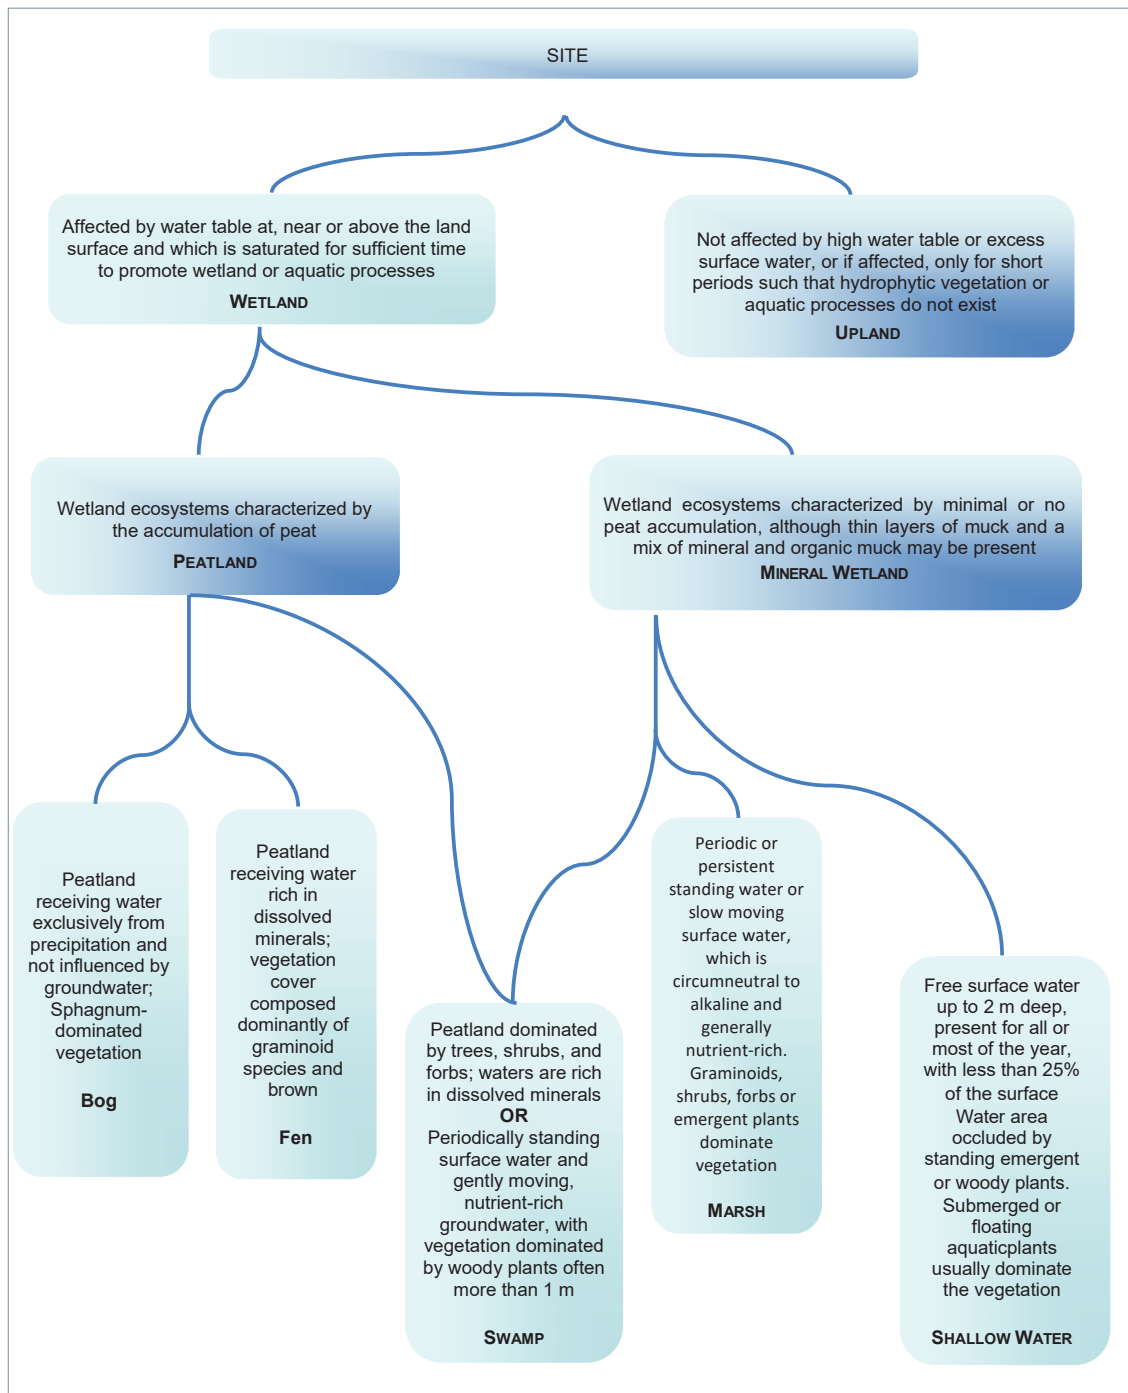 SITE
Affected by water table at, near or above the land
surface and which is saturated for sufficient time
to promote wetland or aquatic processes
WETLAND
Not affected by high water table or excess
surface water, or if affected, only for short
periods such that hydrophytic vegetation or
aquatic processes do not exist
UPLAND
Wetland ecosystems characterized by
the accumulation of peat
PEATLAND
Wetland ecosystems characterized by minimal or no
peat accumulation, although thin layers of muck and a
mix of mineral and organic muck may be present
MINERAL WETLAND
Peatland
receiving water
exclusively from
precipitation and
not influenced by
groundwater;
Sphagnum-
dominated
vegetation
Bog
Peatland
receiving water
rich in
dissolved
minerals;
vegetation
cover
composed
dominantly of
graminoid
species and
brown
Fen
Peatland dominated
by trees, shrubs, and
forbs; waters are rich
in dissolved minerals
OR
Periodically standing
surface water and
gently moving,
nutrient-rich
groundwater, with
vegetation dominated
by woody plants often
more than 1 m
SWAMP
Periodic or
persistent
standing water or
slow moving
surface water,
which is
circumneutral to
alkaline and
generally
nutrient-rich.
Graminoids,
shrubs, forbs or
emergent plants
dominate
vegetation
MARSH
Free surface water
up to 2 m deep,
present for all or
most of the year,
with less than 25%
of the surface
Water area
occluded by
standing emergent
or woody plants.
Submerged or
floating
aquaticplants
usually dominate
the vegetation
SHALLOW WATER